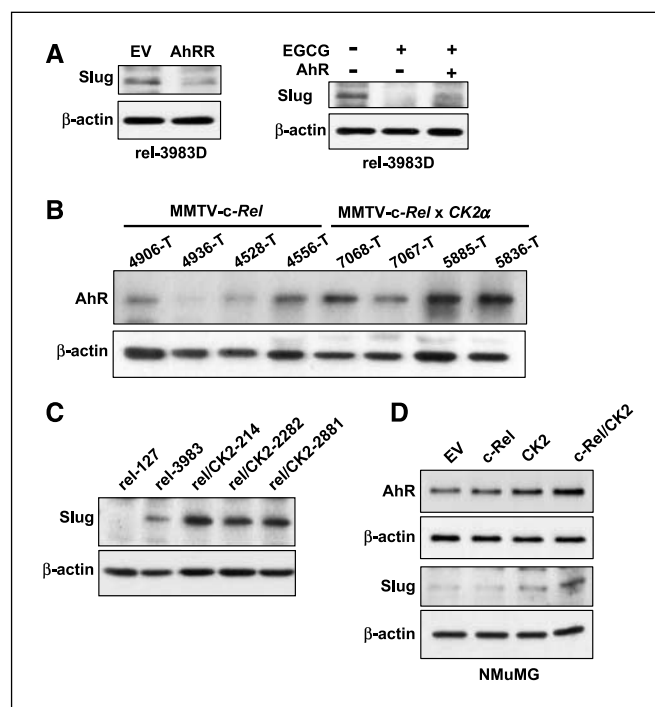 A
EV AhRR
Slug
β-actin
rel-3983D
EGCG - + +
AhR - - +
Slug
β-actin
rel-3983D
B
MMTV-c-Rel MMTV-c-Rel x CK2α
4906-T 4936-T 4528-T 4556-T 7068-T 7067-T 5885-T 5836-T
AhR
β-actin
C
rel-127 rel-3983 rel/CK2-214 rel/CK2-2282 rel/CK2-2881
Slug
β-actin
D
EV c-Rel CK2 c-Rel/CK2
AhR
β-actin
Slug
β-actin
NMuMG